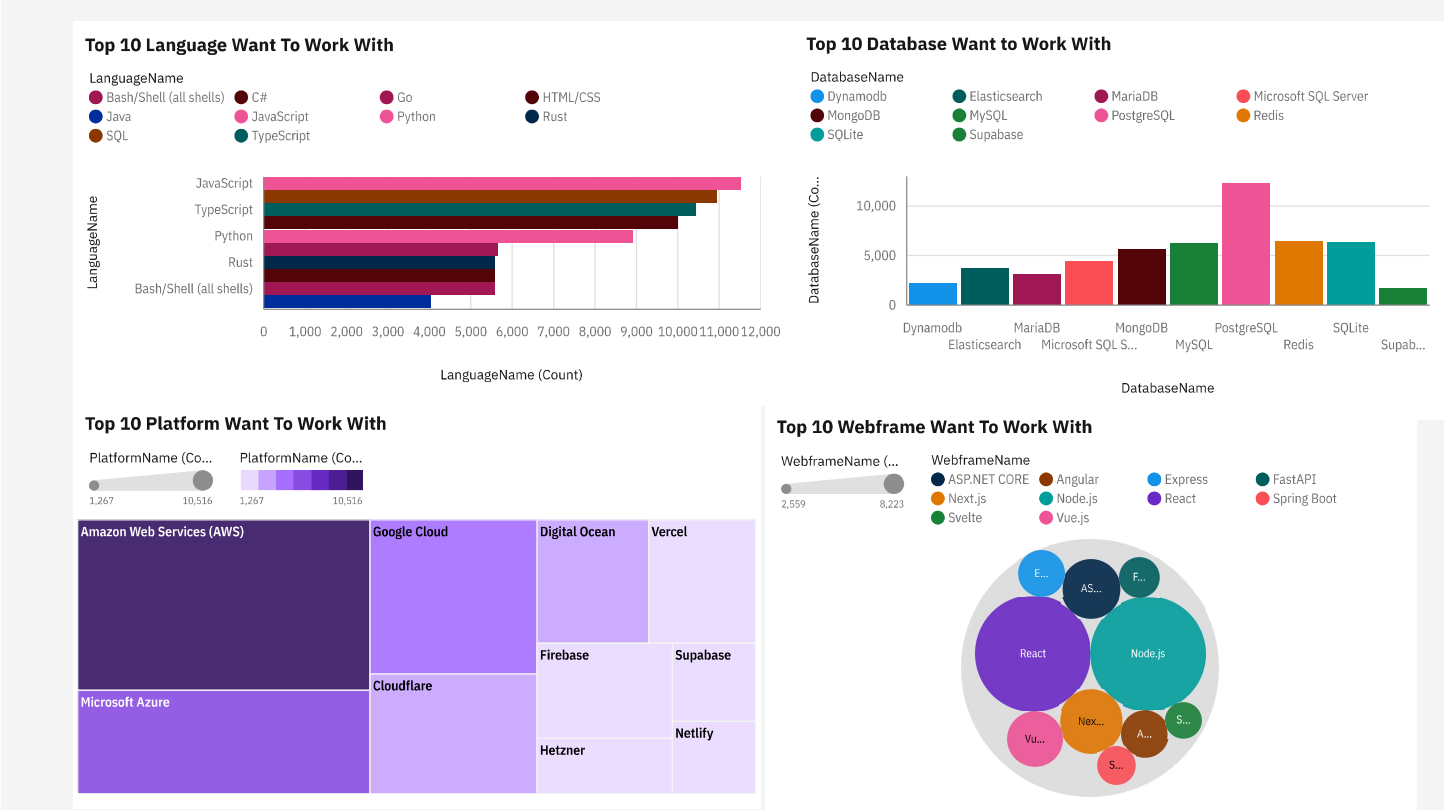 Top 10 Language Want To Work With
LanguageName
Bash/Shell (all shells) C# Go HTML/CSS
Java JavaScript Python Rust
SQL TypeScript
LanguageName
JavaScript
TypeScript
Python
Rust
Bash/Shell (all shells)
0 1,000 2,000 3,000 4,000 5,000 6,000 7,000 8,000 9,000 10,000 11,000 12,000
LanguageName (Count)
Top 10 Database Want to Work With
DatabaseName
Dynamodb Elasticsearch MariaDB Microsoft SQL Server
MongoDB MySQL PostgreSQL Redis
SQLite Supabase
DatabaseName (Co...
10,000
5,000
0
Dynamodb MariaDB MongoDB PostgreSQL SQLite
Elasticsearch Microsoft SQL S... MySQL Redis Supab...
DatabaseName
Top 10 Platform Want To Work With
PlatformName (Co... PlatformName (Co...
1,267 10,516 1,267 10,516
Amazon Web Services (AWS) Google Cloud Digital Ocean Vercel
Firebase Supabase
Cloudflare
Microsoft Azure
Netlify
Hetzner
Top 10 Webframe Want To Work With
WebframeName (... WebframeName
2,559 8,223
ASP.NET CORE Angular Express FastAPI
Next.js Node.js React Spring Boot
Svelte Vue.js
E... AS... F...
React Node.js
Vu... Nex... A... S...
S...